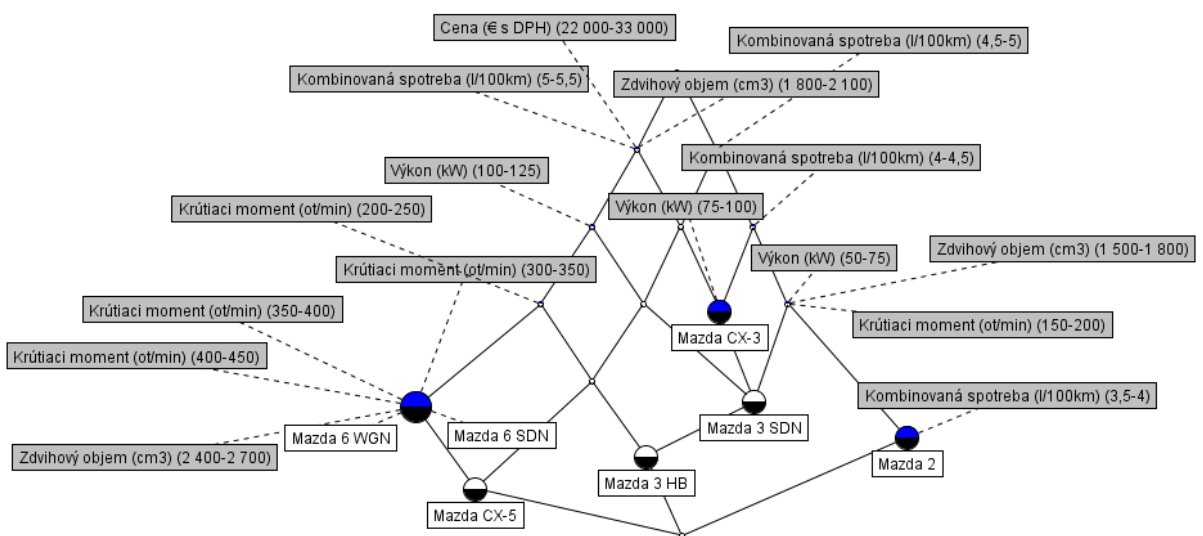 Cena (€ s DPH) (22 000-33 000)
Kombinovaná spotreba (l/100km) (4,5-5)
Kombinovaná spotreba (l/100km) (5-5,5)
Zdvihový objem (cm3) (1 800-2 100)
Výkon (kW) (100-125)
Kombinovaná spotreba (l/100km) (4-4,5)
Krútiaci moment (ot/min) (200-250)
Výkon (kW) (75-100)
Zdvihový objem (cm3) (1 500-1 800)
Výkon (kW) (50-75)
Krútiaci moment (ot/min) (300-350)
Krútiaci moment (ot/min) (350-400)
Krútiaci moment (ot/min) (150-200)
Mazda CX-3
Krútiaci moment (ot/min) (400-450)
Kombinovaná spotreba (l/100km) (3,5-4)
Mazda 3 SDN
Mazda 6 WGN
Mazda 6 SDN
Zdvihový objem (cm3) (2 400-2 700)
Mazda 2
Mazda 3 HB
Mazda CX-5